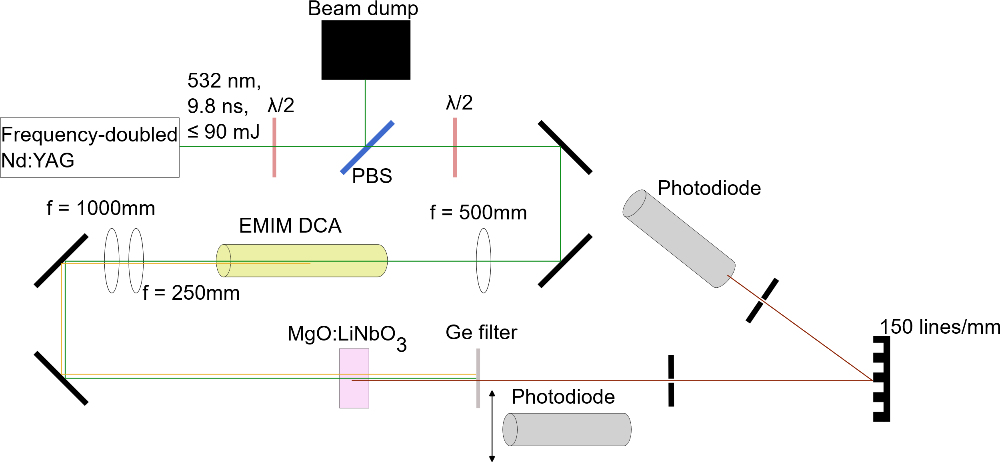 Beam dump
532 nm,
9.8 ns,
≤ 90 mJ
λ/2
λ/2
Frequency-doubled
Nd:YAG
PBS
Photodiode
f = 1000mm
EMIM DCA
f = 500mm
f = 250mm
MgO:LiNbO₃
Ge filter
150 lines/mm
Photodiode